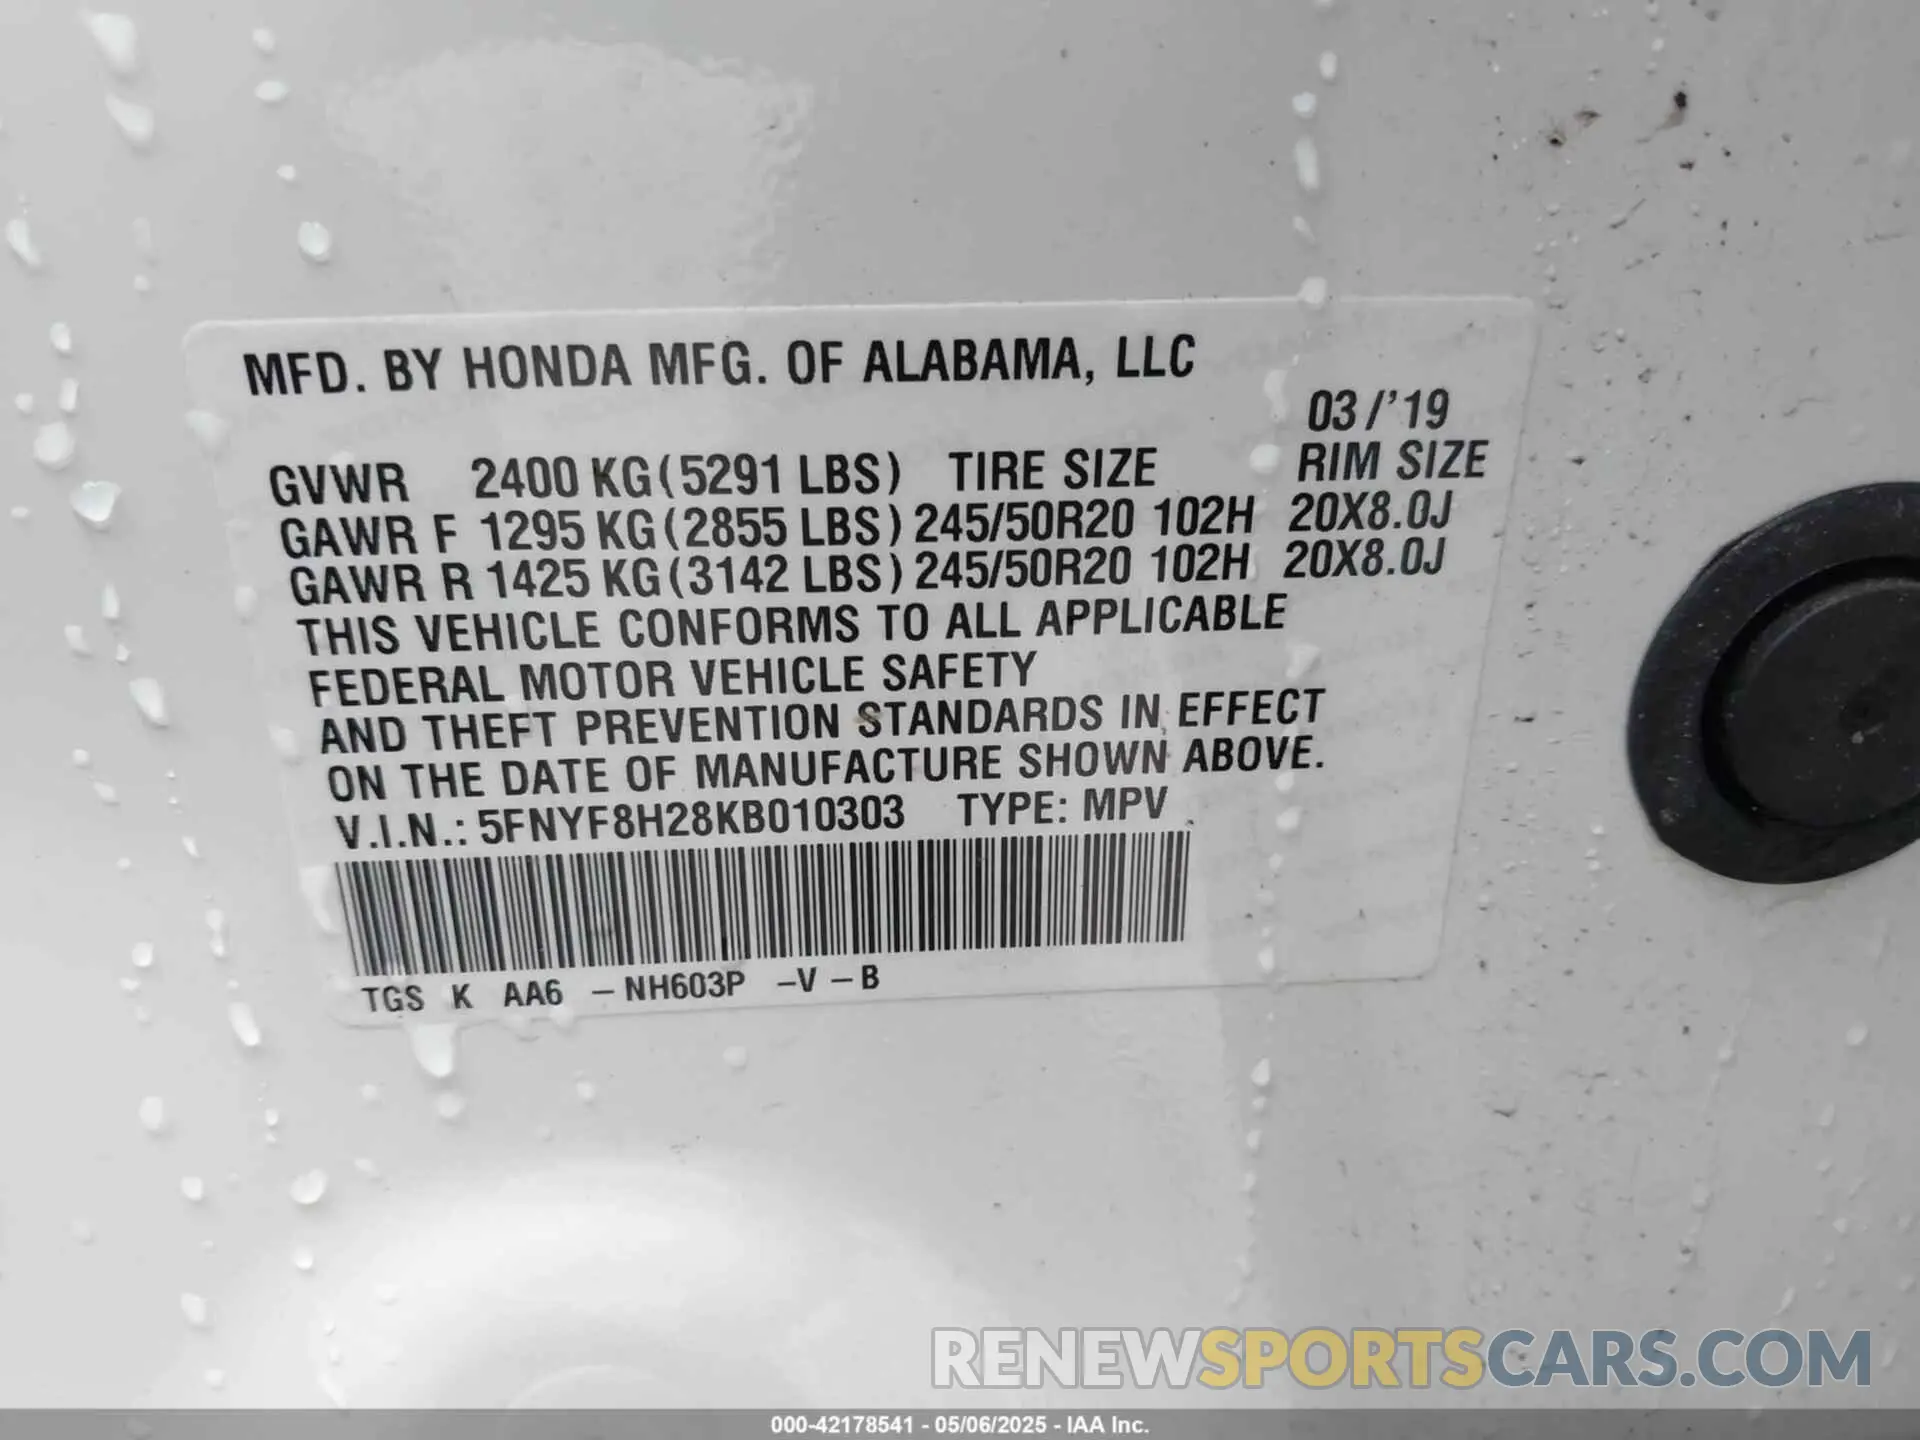 MFD. BY HONDA MFG. OF ALABAMA, LLC
03/'19
GVWR 2400 KG(5291 LBS) TIRE SIZE RIM SIZE
GAWR F 1295 KG(2855 LBS) 245/50R20 102H 20X8.0J
GAWR R 1425 KG(3142 LBS) 245/50R20 102H 20X8.0J
THIS VEHICLE CONFORMS TO ALL APPLICABLE
FEDERAL MOTOR VEHICLE SAFETY
AND THEFT PREVENTION STANDARDS IN EFFECT
ON THE DATE OF MANUFACTURE SHOWN ABOVE.
V.I.N.: 5FNYF8H28KB010303 TYPE: MPV
TGS K AA6 –NH603P –V –B
RENEWSPORTSCARS.COM
000-42178541 - 05/06/2025 - IAA Inc.